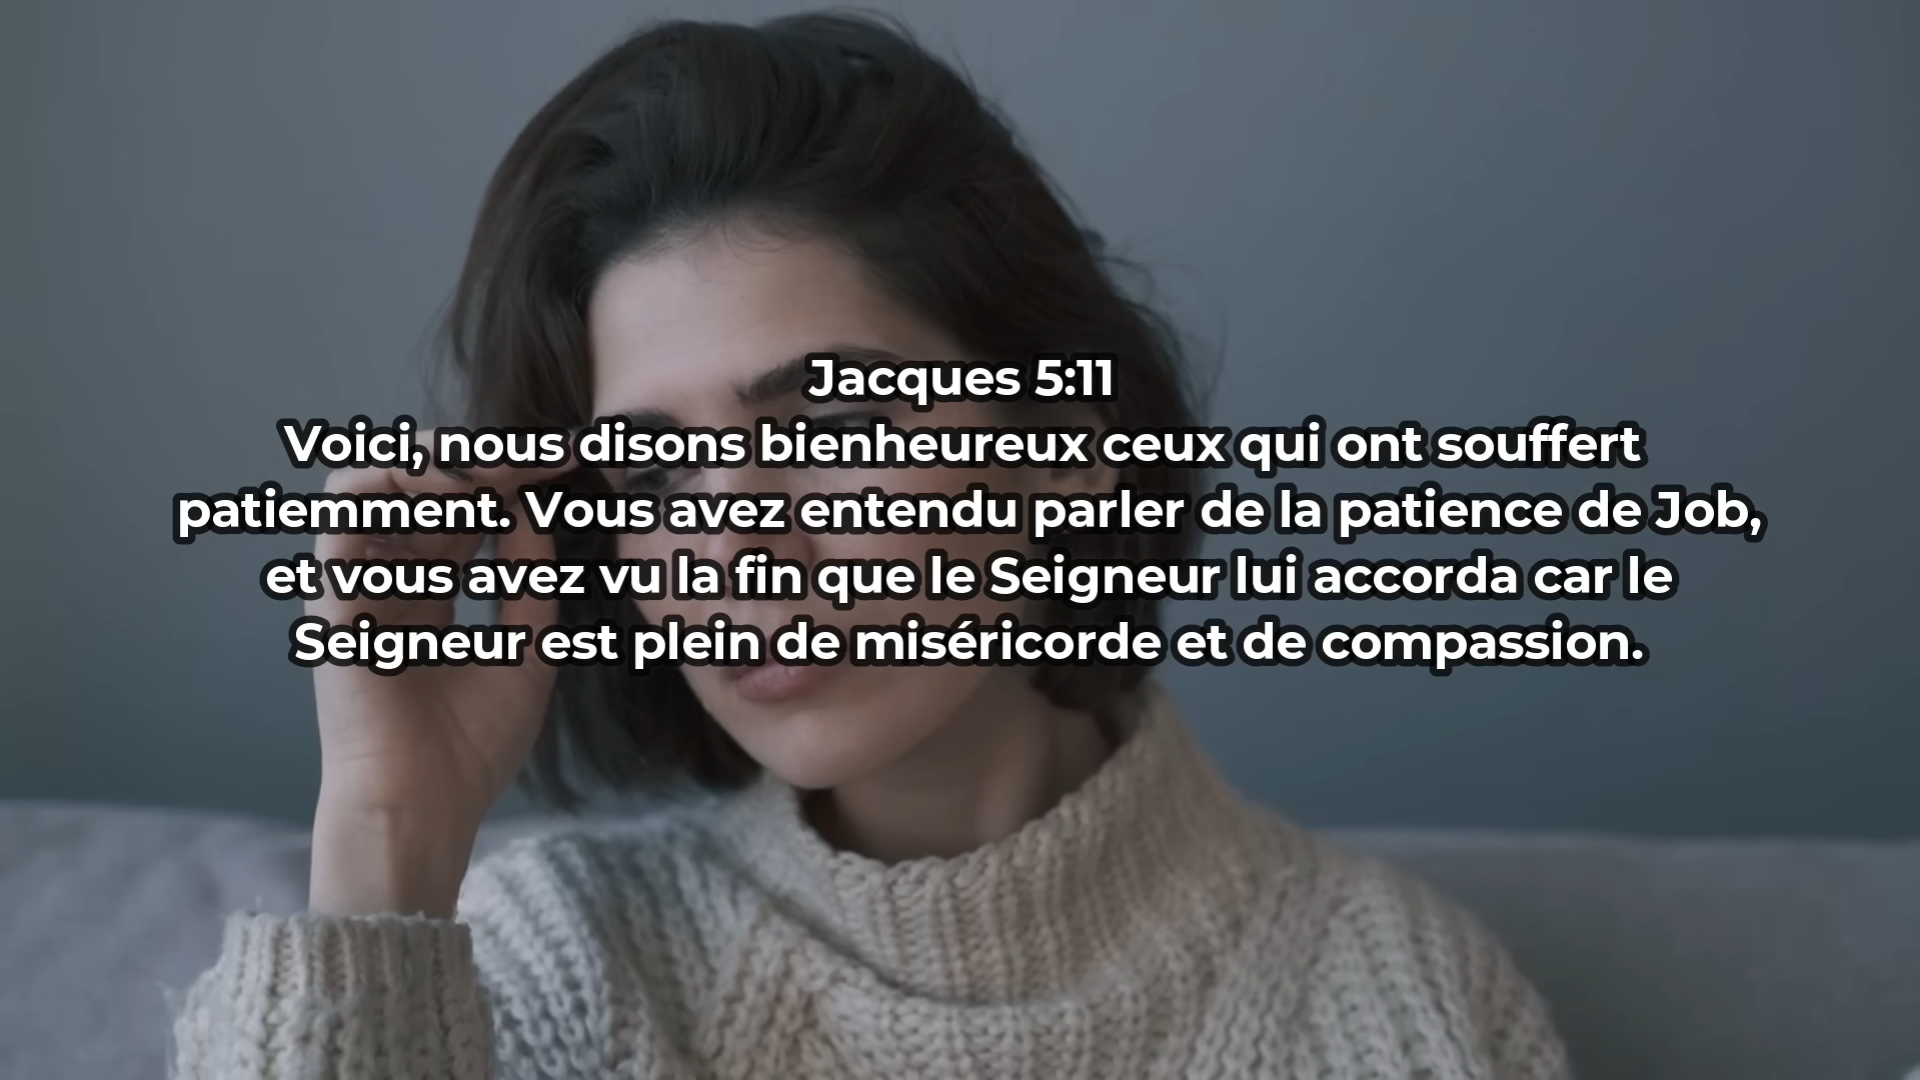 Jacques 5:11
Voici, nous disons bienheureux ceux qui ont souffert
patiemment. Vous avez entendu parler de la patience de Job,
et vous avez vu la fin que le Seigneur lui accorda car le
Seigneur est plein de miséricorde et de compassion.